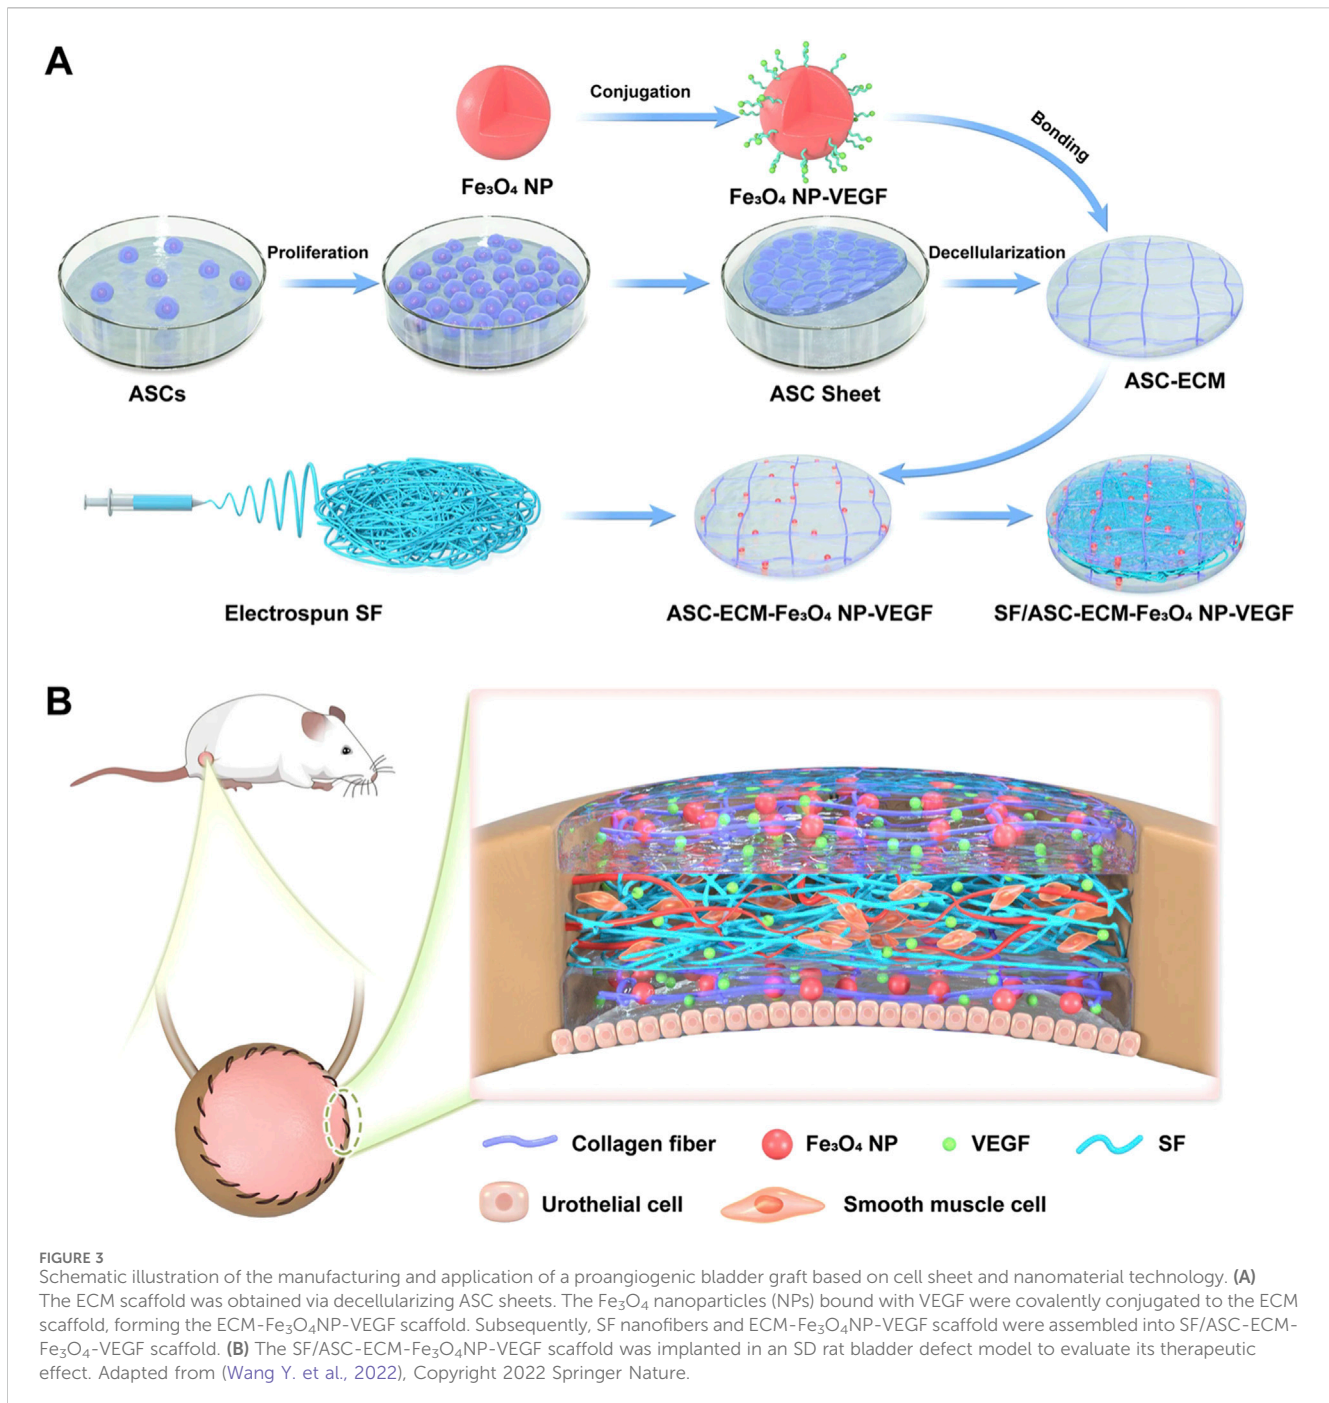 A
Conjugation
Bonding
Fe₃O₄ NP
Fe₃O₄ NP-VEGF
Proliferation
Decellularization
ASCs
ASC Sheet
ASC-ECM
Electrospun SF
ASC-ECM-Fe₃O₄ NP-VEGF
SF/ASC-ECM-Fe₃O₄ NP-VEGF
B
Collagen fiber
Fe₃O₄ NP
VEGF
SF
Urothelial cell
Smooth muscle cell
FIGURE 3
Schematic illustration of the manufacturing and application of a proangiogenic bladder graft based on cell sheet and nanomaterial technology. (A)
The ECM scaffold was obtained via decellularizing ASC sheets. The Fe₃O₄ nanoparticles (NPs) bound with VEGF were covalently conjugated to the ECM
scaffold, forming the ECM-Fe₃O₄NP-VEGF scaffold. Subsequently, SF nanofibers and ECM-Fe₃O₄NP-VEGF scaffold were assembled into SF/ASC-ECM-
Fe₃O₄-VEGF scaffold. (B) The SF/ASC-ECM-Fe₃O₄NP-VEGF scaffold was implanted in an SD rat bladder defect model to evaluate its therapeutic
effect. Adapted from (Wang Y. et al., 2022), Copyright 2022 Springer Nature.